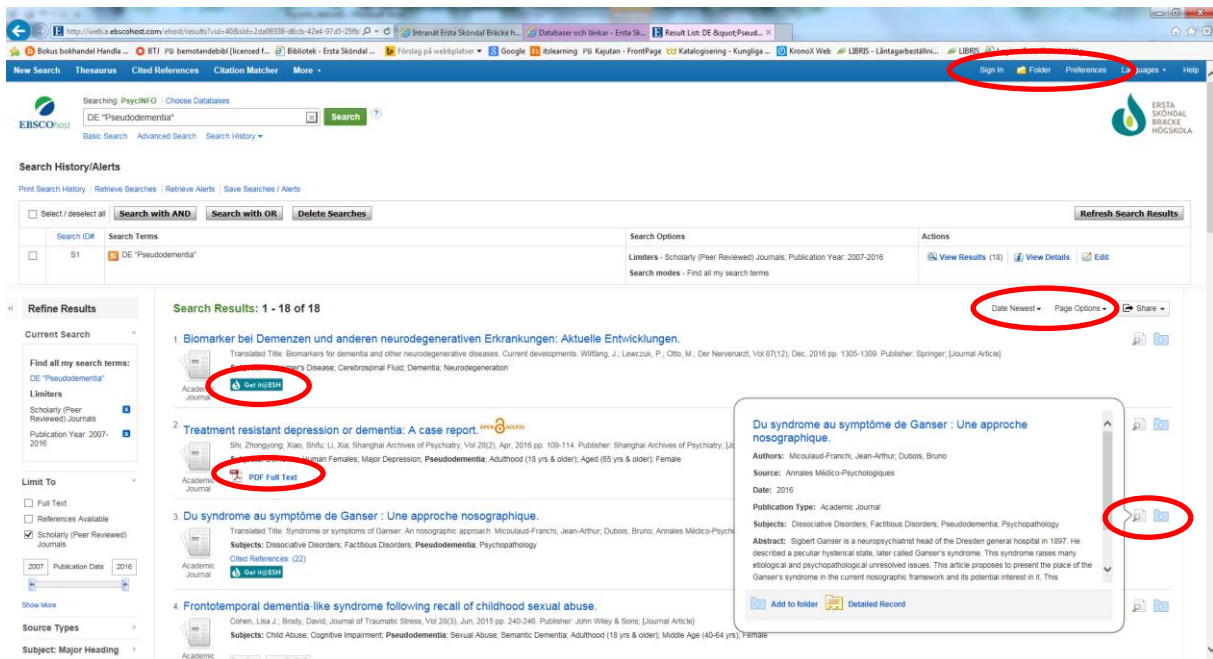 http://web.a.ebscohost.com/ehost/results?vid=40&sid=2da09338-d6cb-42e4-97d5-25fb
Intranät Ersta Sköndal Bräcke h...
Databaser och länkar - Ersta Sk...
Result List: DE &quot;Pseud...
Bokus bokhandel Handla ...
BTJ
bemotandebibl [licensed f...
Bibliotek - Ersta Sköndal ...
Förslag på webbplatser
Google
itslearning
Kajutan - FrontPage
Katalogisering - Kungliga ...
KronoX Web
LIBRIS - Låntagarbeställni...
LIBRIS
New Search Thesaurus Cited References Citation Matcher More
Sign In Folder Preferences Languages Help
EBSCOhost
Searching: PsycINFO Choose Databases
DE "Pseudodementia"
Search
Basic Search Advanced Search Search History
ERSTA
SKÖNDAL
BRÄCKE
HÖGSKOLA
Search History/Alerts
Print Search History Retrieve Searches Retrieve Alerts Save Searches / Alerts
Select / deselect all Search with AND Search with OR Delete Searches Refresh Search Results
Search ID# Search Terms Search Options Actions
S1 DE "Pseudodementia"
Limiters - Scholarly (Peer Reviewed) Journals; Publication Year: 2007-2016
Search modes - Find all my search terms
View Results (18) View Details Edit
Refine Results
Current Search
Find all my search terms:
DE "Pseudodementia"
Limiters
Scholarly (Peer
Reviewed) Journals
Publication Year: 2007-
2016
Limit To
Full Text
References Available
Scholarly (Peer Reviewed)
Journals
2007 Publication Date 2016
Show More
Source Types
Subject: Major Heading
Search Results: 1 - 18 of 18
Date Newest Page Options Share
1. Biomarker bei Demenzen und anderen neurodegenerativen Erkrankungen: Aktuelle Entwicklungen.
Translated Title: Biomarkers for dementia and other neurodegenerative diseases. Current developments. Wiltfang, J.; Lewczuk, P.; Otto, M.; Der Nervenarzt, Vol 87(12), Dec, 2016 pp. 1305-1309. Publisher: Springer; [Journal Article]
Alzheimer's Disease; Cerebrospinal Fluid; Dementia; Neurodegeneration
Academic
Journal
Get it@ESH
2. Treatment resistant depression or dementia: A case report.
OPEN ACCESS
Shi, Zhongyong; Xiao, Shifu; Li, Xia; Shanghai Archives of Psychiatry, Vol 28(2), Apr, 2016 pp. 109-114. Publisher: Shanghai Archives of Psychiatry;
Human Females; Major Depression; Pseudodementia; Adulthood (18 yrs & older); Aged (65 yrs & older); Female
Academic
Journal
PDF Full Text
3. Du syndrome au symptôme de Ganser : Une approche nosographique.
Translated Title: Syndrome or symptoms of Ganser: An nosographic approach. Micoulaud-Franchi, Jean-Arthur; Dubois, Bruno; Annales Médico-Psych
Subjects: Dissociative Disorders; Factitious Disorders; Pseudodementia; Psychopathology
Cited References: (22)
Academic
Journal
Get it@ESH
4. Frontotemporal dementia-like syndrome following recall of childhood sexual abuse.
Cohen, Lisa J.; Brody, David; Journal of Traumatic Stress, Vol 28(3), Jun, 2015 pp. 240-246. Publisher: John Wiley & Sons; [Journal Article]
Subjects: Child Abuse; Cognitive Impairment; Pseudodementia; Sexual Abuse; Semantic Dementia; Adulthood (18 yrs & older); Middle Age (40-64 yrs); Female
Academic
Du syndrome au symptôme de Ganser : Une approche
nosographique.
Authors: Micoulaud-Franchi, Jean-Arthur; Dubois, Bruno
Source: Annales Médico-Psychologiques
Date: 2016
Publication Type: Academic Journal
Subjects: Dissociative Disorders; Factitious Disorders; Pseudodementia; Psychopathology
Abstract: Sigbert Ganser is a neuropsychiatrist head of the Dresden general hospital in 1897. He
described a peculiar hysterical state, later called Ganser's syndrome. This syndrome raises many
etiological and psychopathological unresolved issues. This article proposes to present the place of the
Ganser's syndrome in the current nosographic framework and its potential interest in it. This
Add to folder Detailed Record